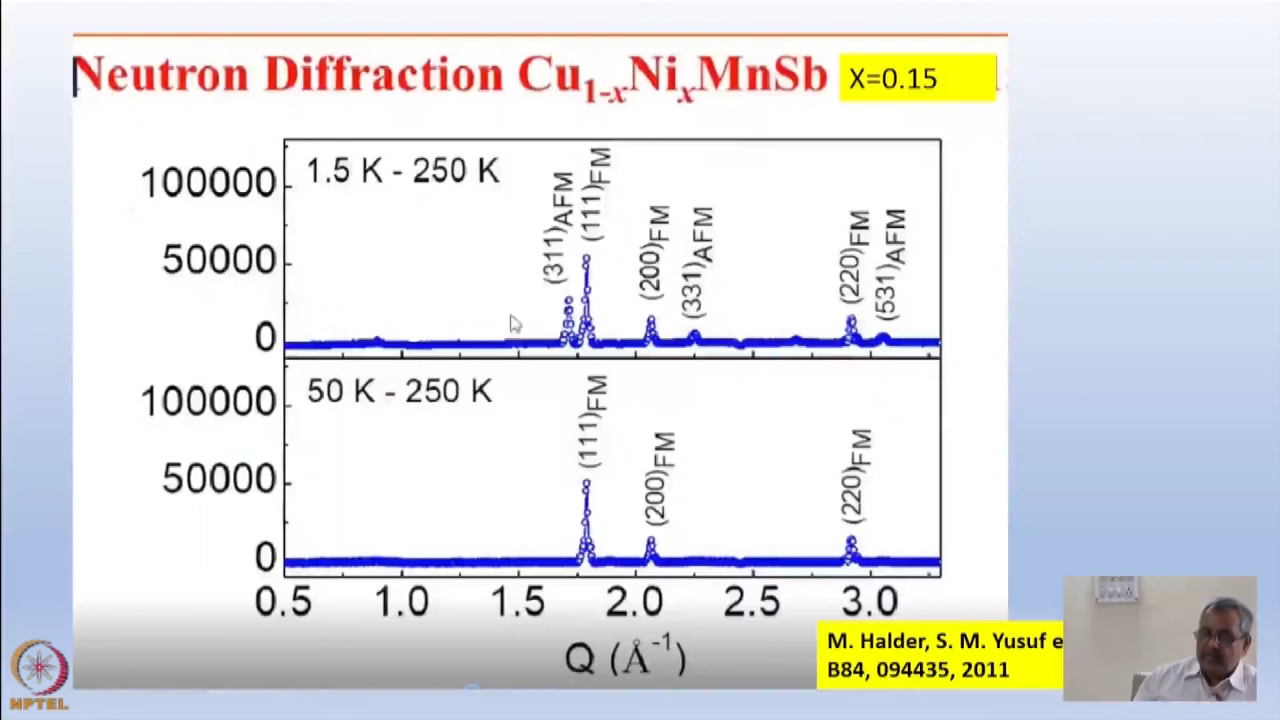 Neutron Diffraction Cu1-xNixMnSb
X=0.15
1.5 K - 250 K
(311)AFM
(111)FM
(200)FM
(331)AFM
(220)FM
(531)AFM
100000
50000
0
50 K - 250 K
(111)FM
(200)FM
(220)FM
100000
50000
0
0.5 1.0 1.5 2.0 2.5 3.0
Q (Å-1)
M. Halder, S. M. Yusuf e
B84, 094435, 2011
NPTEL